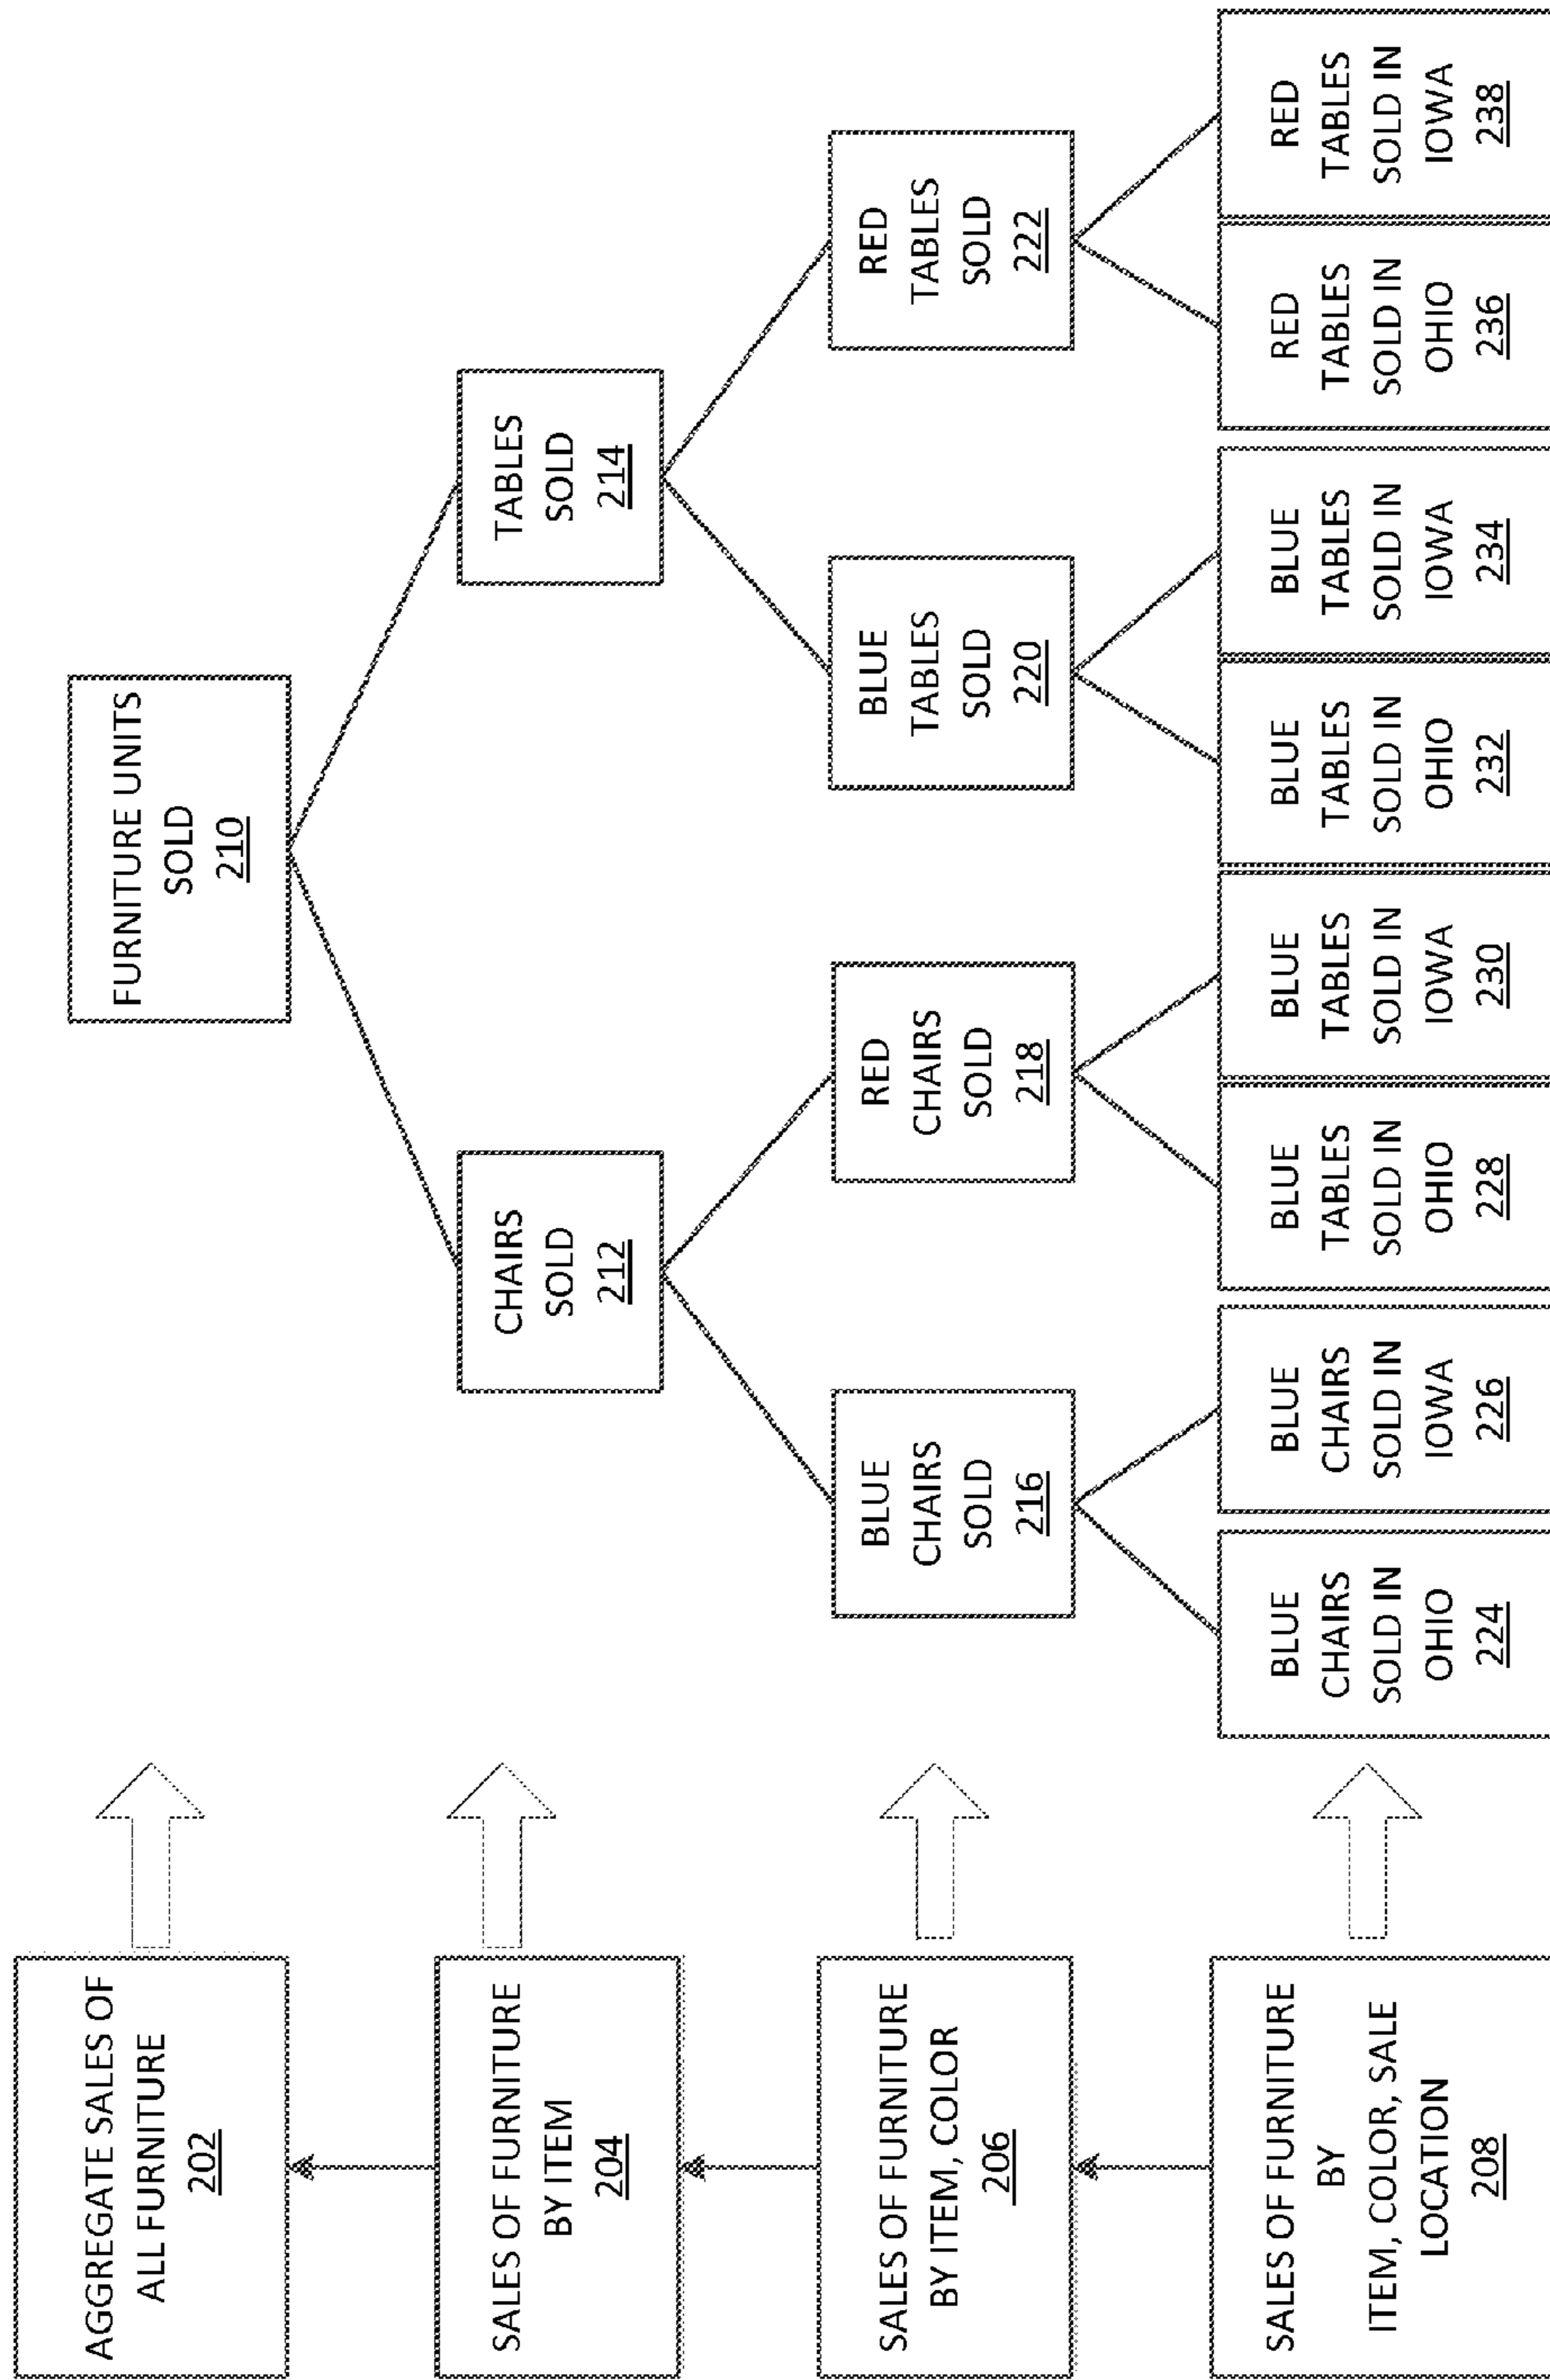 AGGREGATE SALES OF
ALL FURNITURE
202
FURNITURE UNITS
SOLD
210
SALES OF FURNITURE
BY ITEM
204
CHAIRS
SOLD
212
TABLES
SOLD
214
SALES OF FURNITURE
BY ITEM, COLOR
206
BLUE
CHAIRS
SOLD
216
RED
CHAIRS
SOLD
218
BLUE
TABLES
SOLD
220
RED
TABLES
SOLD
222
SALES OF FURNITURE
BY
ITEM, COLOR, SALE
LOCATION
208
BLUE
CHAIRS
SOLD IN
OHIO
224
BLUE
CHAIRS
SOLD IN
IOWA
226
BLUE
TABLES
SOLD IN
OHIO
228
BLUE
TABLES
SOLD IN
IOWA
230
BLUE
TABLES
SOLD IN
OHIO
232
BLUE
TABLES
SOLD IN
IOWA
234
RED
TABLES
SOLD IN
OHIO
236
RED
TABLES
SOLD IN
IOWA
238